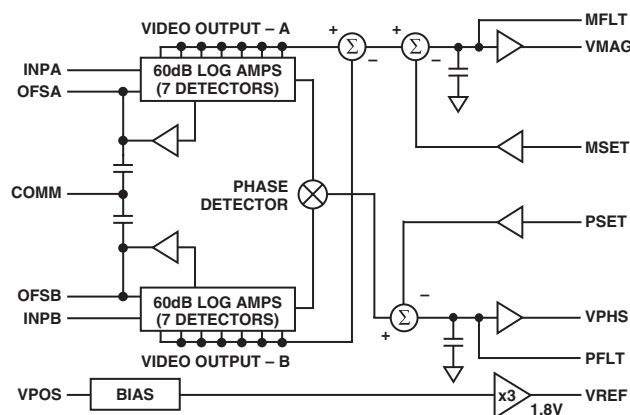 VIDEO OUTPUT – A
+
Σ
–
+
Σ
–
MFLT
VMAG
INPA
OFSA
60dB LOG AMPS
(7 DETECTORS)
MSET
COMM
PHASE
DETECTOR
PSET
–
+
Σ
OFSB
INPB
60dB LOG AMPS
(7 DETECTORS)
VPHS
PFLT
VIDEO OUTPUT – B
VPOS
BIAS
x3
1.8V
VREF